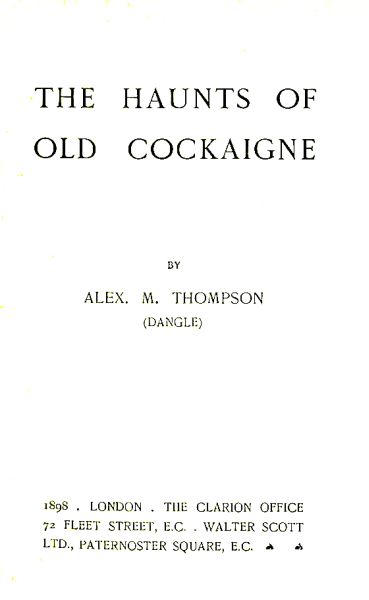 THE HAUNTS OF
OLD COCKAIGNE
BY
ALEX. M. THOMPSON
(DANGLE)
1898 . LONDON . THE CLARION OFFICE
72 FLEET STREET, E.C. . WALTER SCOTT
LTD., PATERNOSTER SQUARE, E.C.